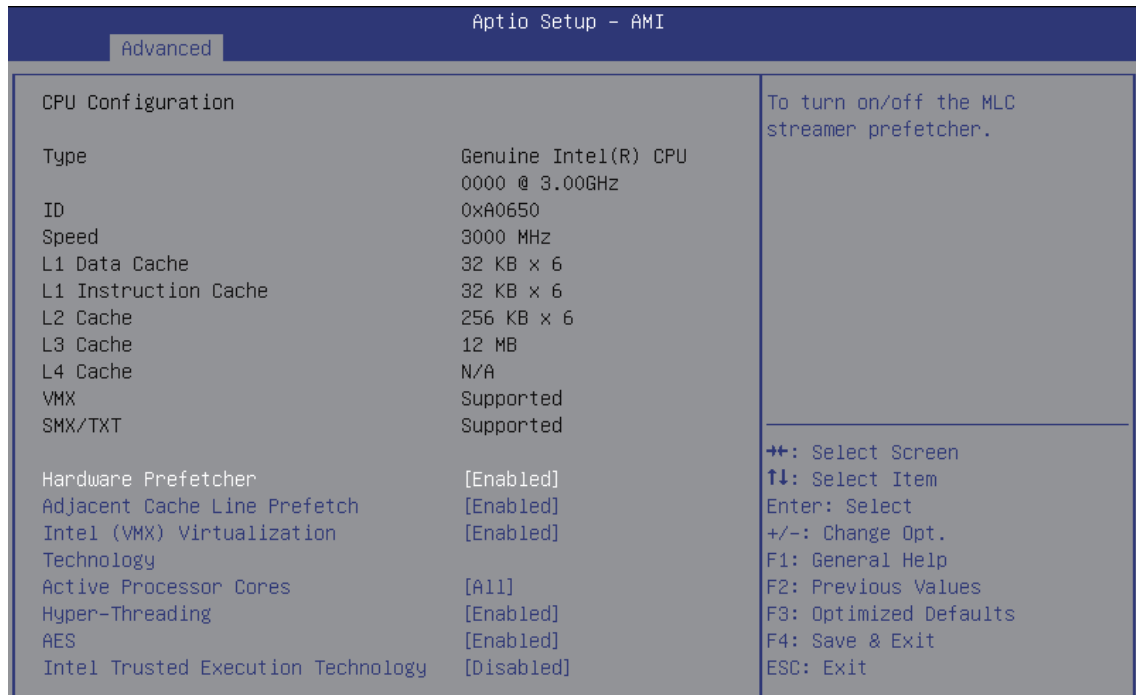 Aptio Setup - AMI
Advanced
CPU Configuration
Type Genuine Intel(R) CPU
0000 @ 3.00GHz
ID 0xA0650
Speed 3000 MHz
L1 Data Cache 32 KB x 6
L1 Instruction Cache 32 KB x 6
L2 Cache 256 KB x 6
L3 Cache 12 MB
L4 Cache N/A
VMX Supported
SMX/TXT Supported
Hardware Prefetcher [Enabled]
Adjacent Cache Line Prefetch [Enabled]
Intel (VMX) Virtualization [Enabled]
Technology
Active Processor Cores [All]
Hyper-Threading [Enabled]
AES [Enabled]
Intel Trusted Execution Technology [Disabled]
To turn on/off the MLC
streamer prefetcher.
→←: Select Screen
↑↓: Select Item
Enter: Select
+/-: Change Opt.
F1: General Help
F2: Previous Values
F3: Optimized Defaults
F4: Save & Exit
ESC: Exit